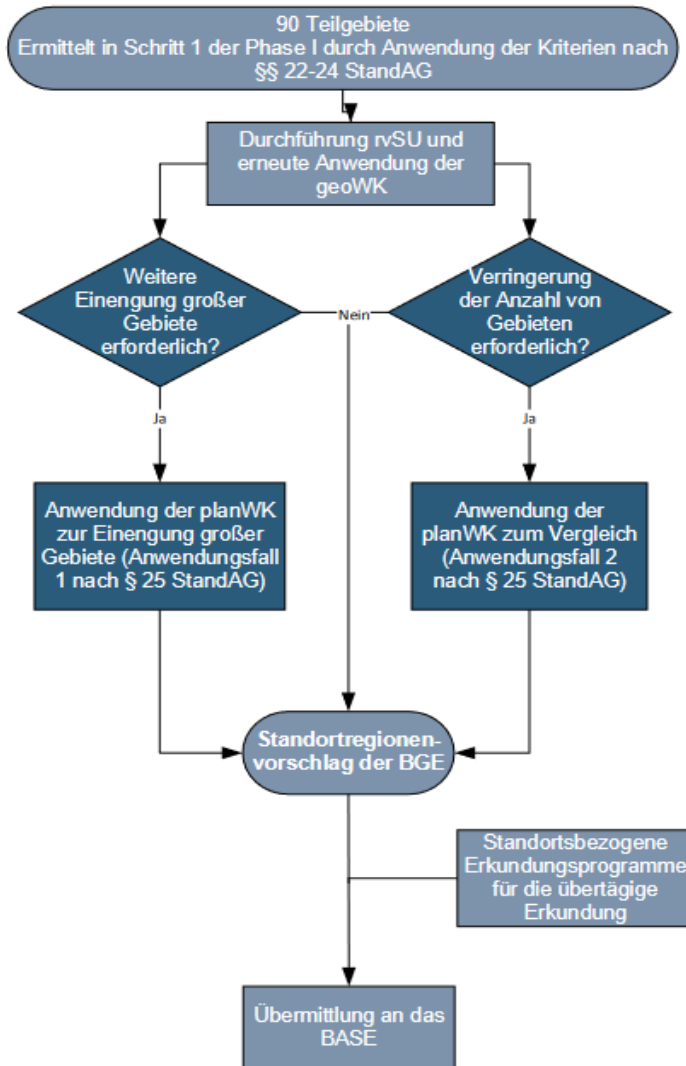 90 Teilgebiete
Ermittelt in Schritt 1 der Phase I durch Anwendung der Kriterien nach
§§ 22-24 StandAG
Durchführung rvSU und
erneute Anwendung der
geoWK
Weitere
Einengung großer
Gebiete
erforderlich?
Nein
Verringerung
der Anzahl von
Gebieten
erforderlich?
Ja
Ja
Anwendung der planWK
zur Einengung großer
Gebiete (Anwendungsfall
1 nach § 25 StandAG)
Anwendung der
planWK zum Vergleich
(Anwendungsfall 2
nach § 25 StandAG)
Standortregionen-
vorschlag der BGE
Standortsbezogene
Erkundungsprogramme
für die übertägige
Erkundung
Übermittlung an das
BASE